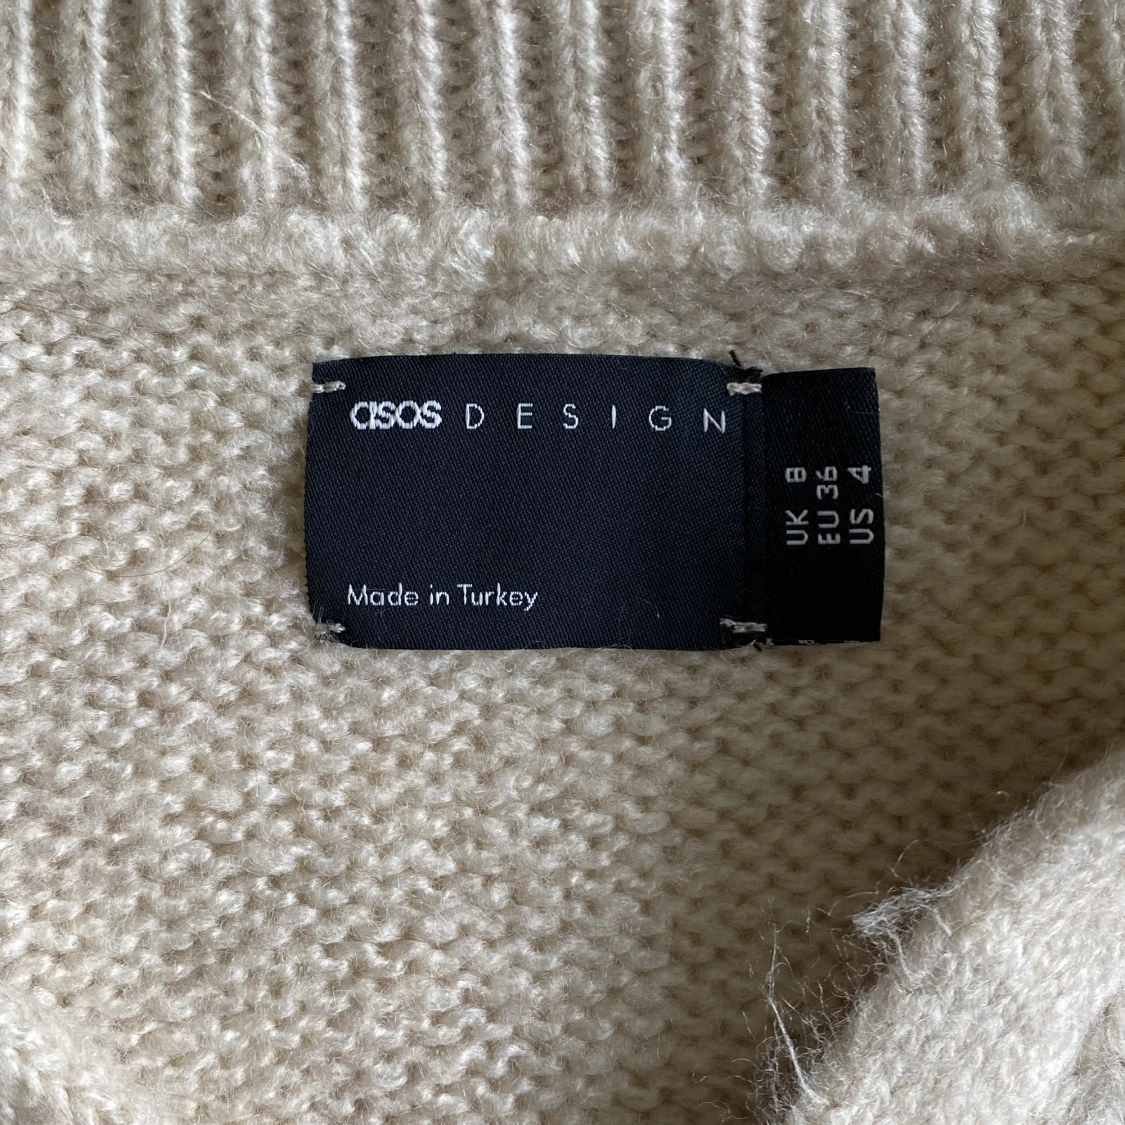 asos DESIGN
Made in Turkey
UK 8
EU 36
US 4